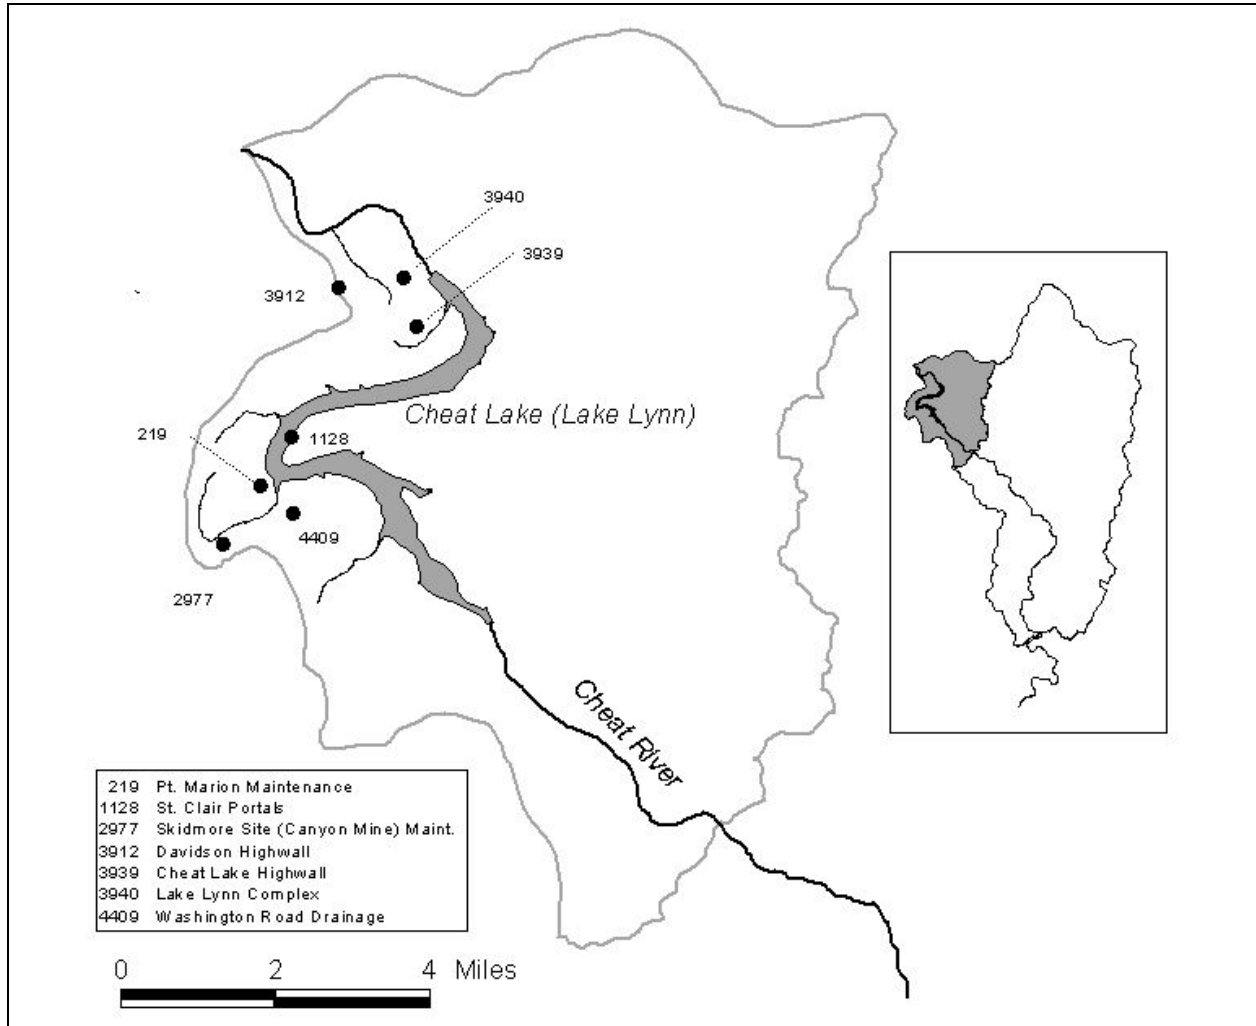 3940
3939
3912
Cheat Lake (Lake Lynn)
219
1128
4409
2977
Cheat River
219 Pt. Marion Maintenance
1128 St. Clair Portals
2977 Skidmore Site (Canyon Mine) Maint.
3912 Davidson Highwall
3939 Cheat Lake Highwall
3940 Lake Lynn Complex
4409 Washington Road Drainage
0 2 4 Miles